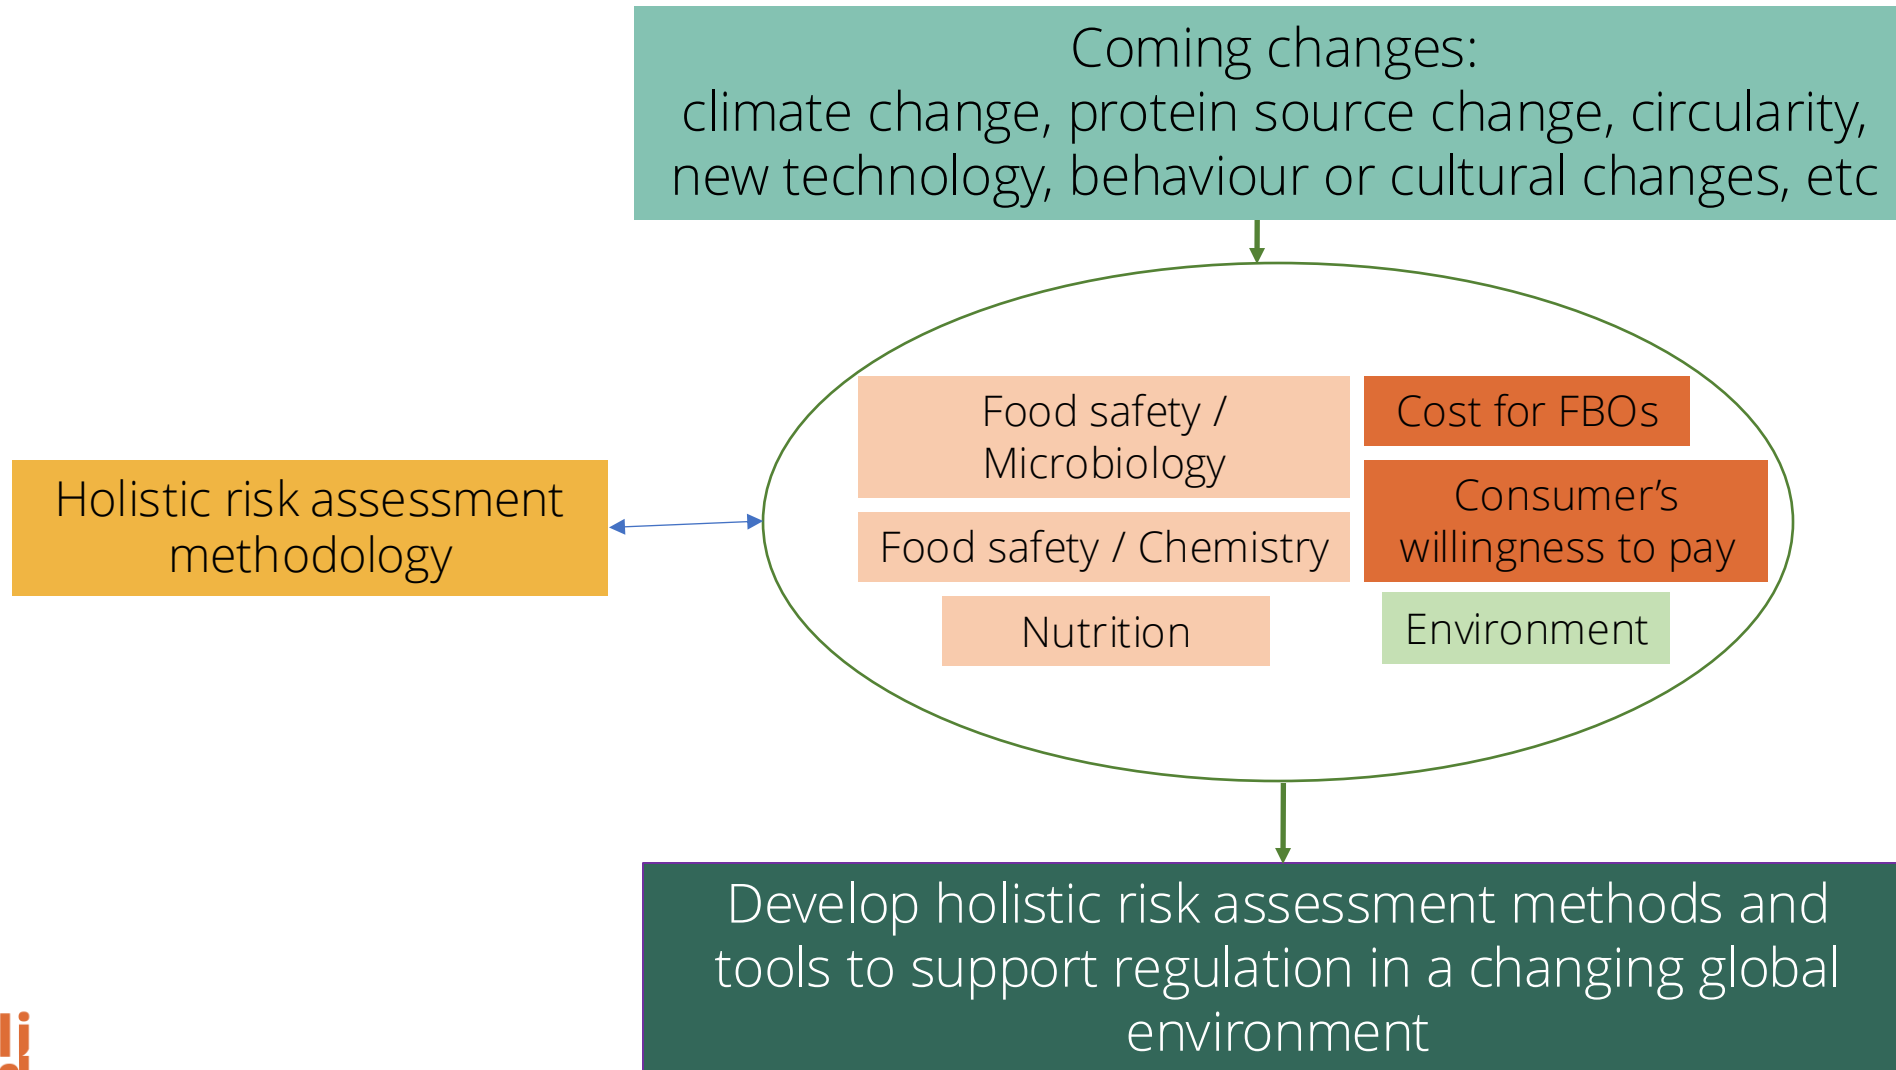 Coming changes:
climate change, protein source change, circularity,
new technology, behaviour or cultural changes, etc
Holistic risk assessment
methodology
Food safety /
Microbiology
Food safety / Chemistry
Nutrition
Cost for FBOs
Consumer’s
willingness to pay
Environment
Develop holistic risk assessment methods and
tools to support regulation in a changing global
environment